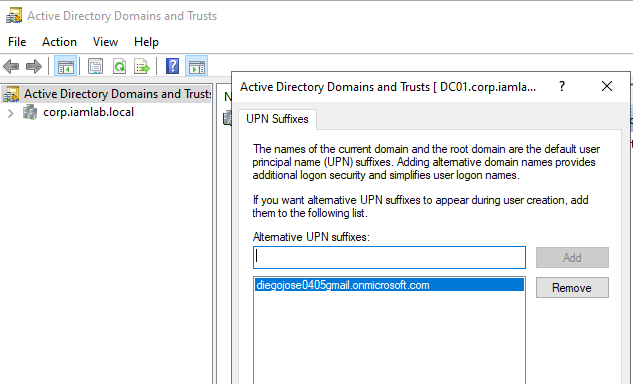 Active Directory Domains and Trusts
File Action View Help
Active Directory Domains and Trusts [ DC01.corp.iamla... ?
Active Directory Domains and Trusts
corp.iamlab.local
UPN Suffixes
The names of the current domain and the root domain are the default user
principal name (UPN) suffixes. Adding alternative domain names provides
additional logon security and simplifies user logon names.
If you want alternative UPN suffixes to appear during user creation, add
them to the following list.
Alternative UPN suffixes:
Add
diegojose0405gmail.onmicrosoft.com
Remove